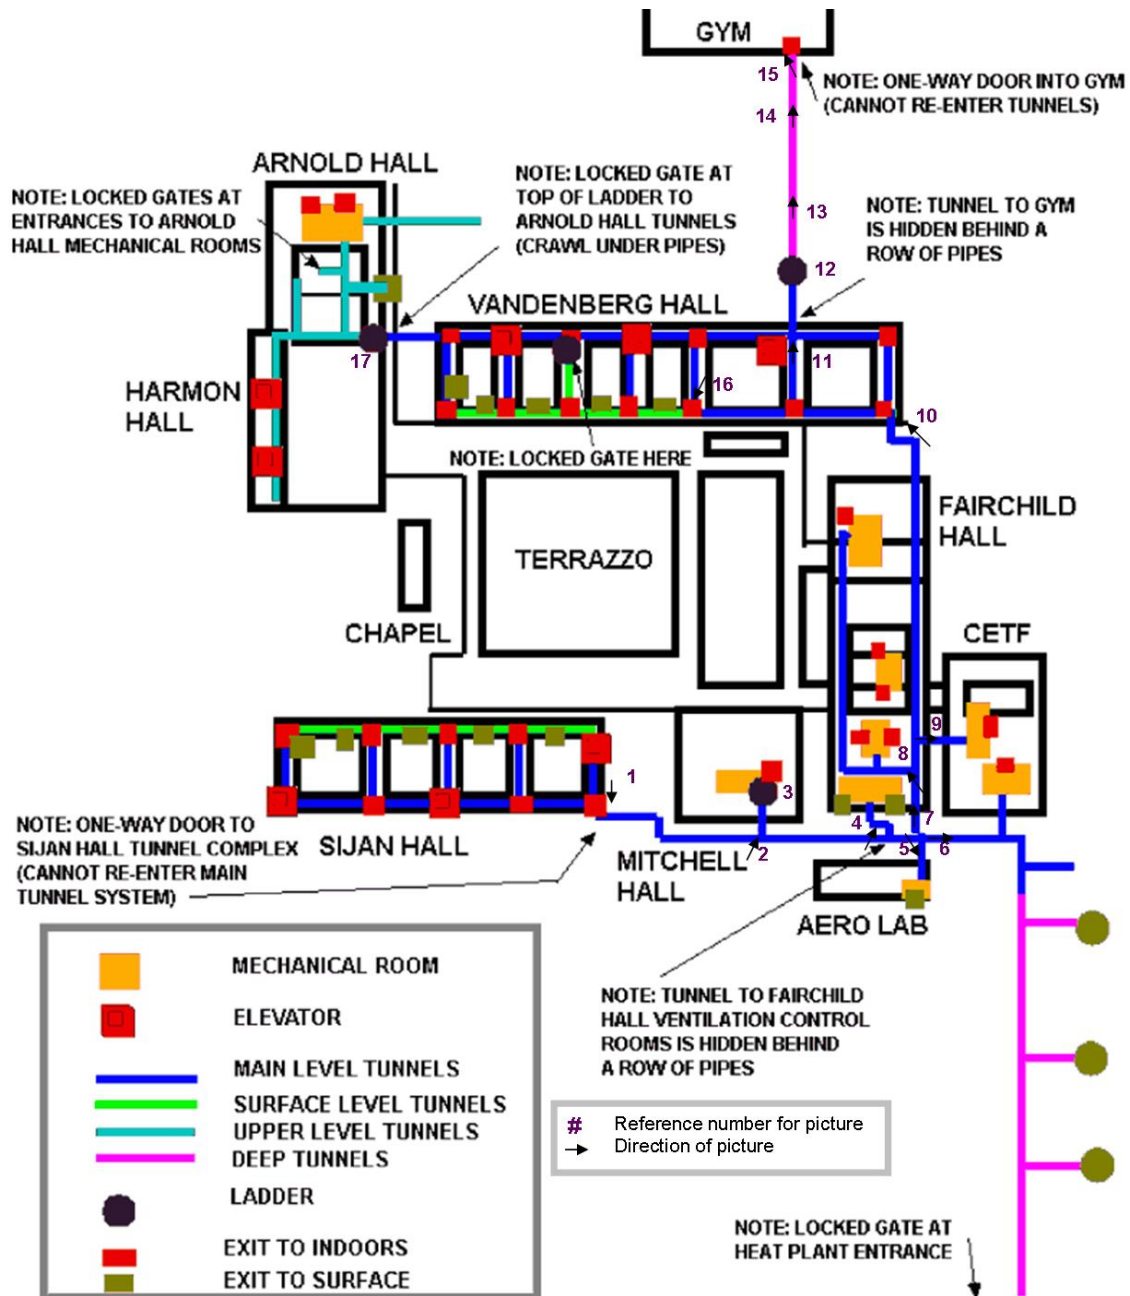 GYM
15
NOTE: ONE-WAY DOOR INTO GYM
(CANNOT RE-ENTER TUNNELS)
14
ARNOLD HALL
NOTE: LOCKED GATES AT
ENTRANCES TO ARNOLD
HALL MECHANICAL ROOMS
NOTE: LOCKED GATE AT
TOP OF LADDER TO
ARNOLD HALL TUNNELS
(CRAWL UNDER PIPES)
13
NOTE: TUNNEL TO GYM
IS HIDDEN BEHIND A
ROW OF PIPES
12
VANDENBERG HALL
17
11
16
HARMON
HALL
10
NOTE: LOCKED GATE HERE
FAIRCHILD
HALL
TERRAZZO
CHAPEL
CETF
9
8
1
3
7
4
5
6
2
NOTE: ONE-WAY DOOR TO
SIJAN HALL TUNNEL COMPLEX
(CANNOT RE-ENTER MAIN
TUNNEL SYSTEM)
SIJAN HALL
MITCHELL
HALL
AERO LAB
MECHANICAL ROOM
ELEVATOR
MAIN LEVEL TUNNELS
SURFACE LEVEL TUNNELS
UPPER LEVEL TUNNELS
DEEP TUNNELS
LADDER
EXIT TO INDOORS
EXIT TO SURFACE
NOTE: TUNNEL TO FAIRCHILD
HALL VENTILATION CONTROL
ROOMS IS HIDDEN BEHIND
A ROW OF PIPES
# Reference number for picture
Direction of picture
NOTE: LOCKED GATE AT
HEAT PLANT ENTRANCE